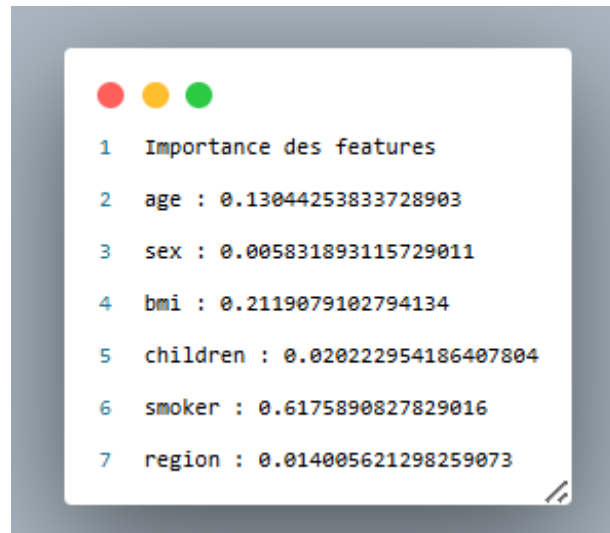 1 Importance des features
2 age : 0.13044253833728903
3 sex : 0.005831893115729011
4 bmi : 0.2119079102794134
5 children : 0.020222954186407804
6 smoker : 0.6175890827829016
7 region : 0.014005621298259073